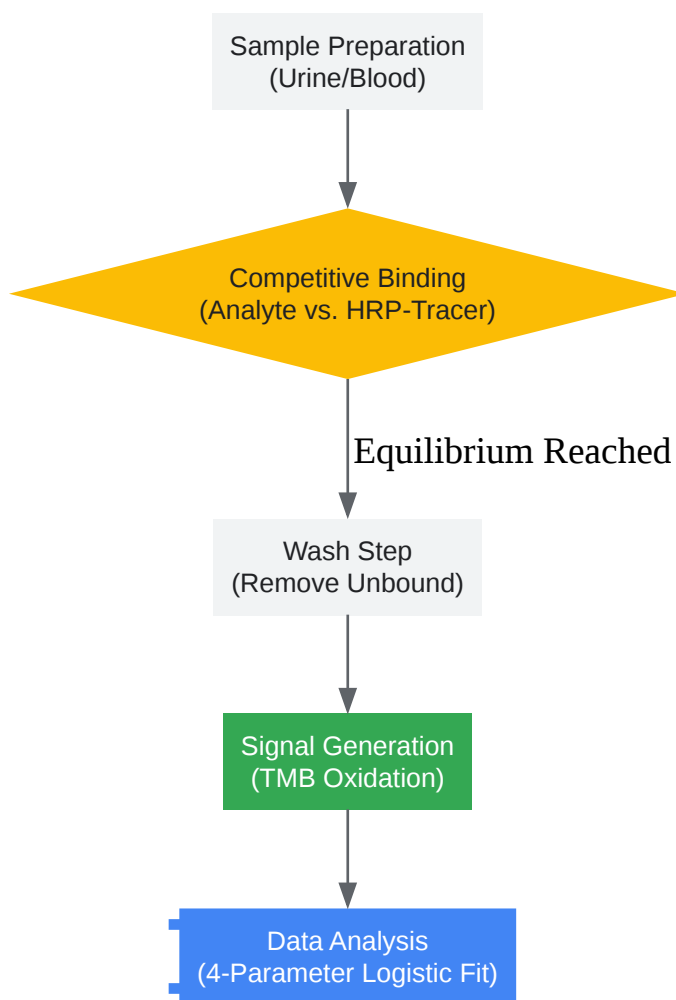 Sample Preparation
(Urine/Blood)
Competitive Binding
(Analyte vs. HRP-Tracer)
Equilibrium Reached
Wash Step
(Remove Unbound)
Signal Generation
(TMB Oxidation)
Data Analysis
(4-Parameter Logistic Fit)